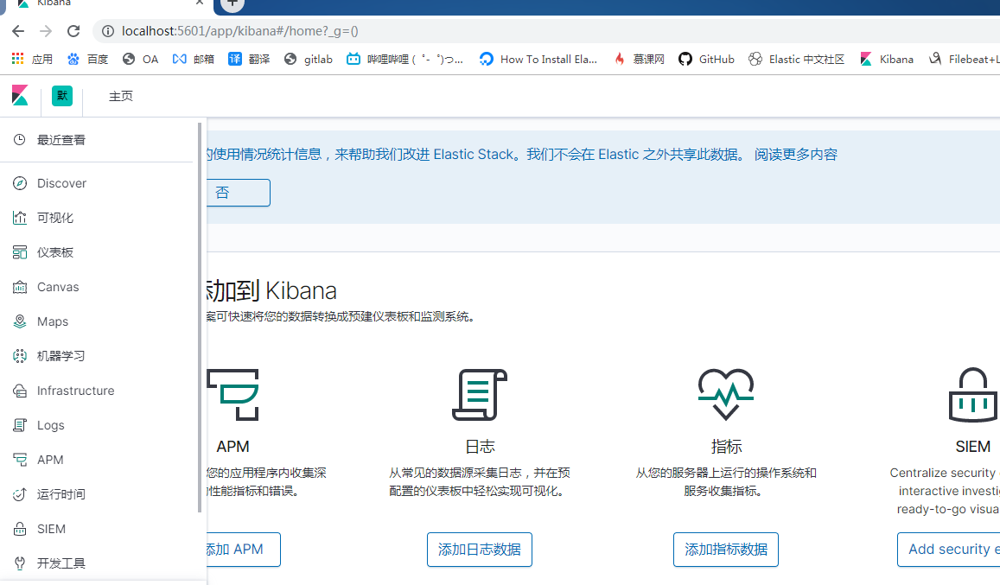 Kibana
localhost:5601/app/kibana#/home?_g=()
应用 百度 OA 邮箱 翻译 gitlab 哔哩哔哩 ( ゜- ゜)つ... How To Install Ela... 慕课网 GitHub Elastic 中文社区 Kibana Filebeat+L
默 主页
最近查看
Discover
可视化
仪表板
Canvas
Maps
机器学习
Infrastructure
Logs
APM
运行时间
SIEM
开发工具
的使用情况统计信息，来帮助我们改进 Elastic Stack。我们不会在 Elastic 之外共享此数据。 阅读更多内容
否
添加到 Kibana
案可快速将您的数据转换成预建仪表板和监测系统。
APM
您的应用程序内收集深
的性能指标和错误。
添加 APM
日志
从常见的数据源采集日志，并在预
配置的仪表板中轻松实现可视化。
添加日志数据
指标
从您的服务器上运行的操作系统和
服务收集指标。
添加指标数据
SIEM
Centralize security
interactive investig
ready-to-go visua
Add security e